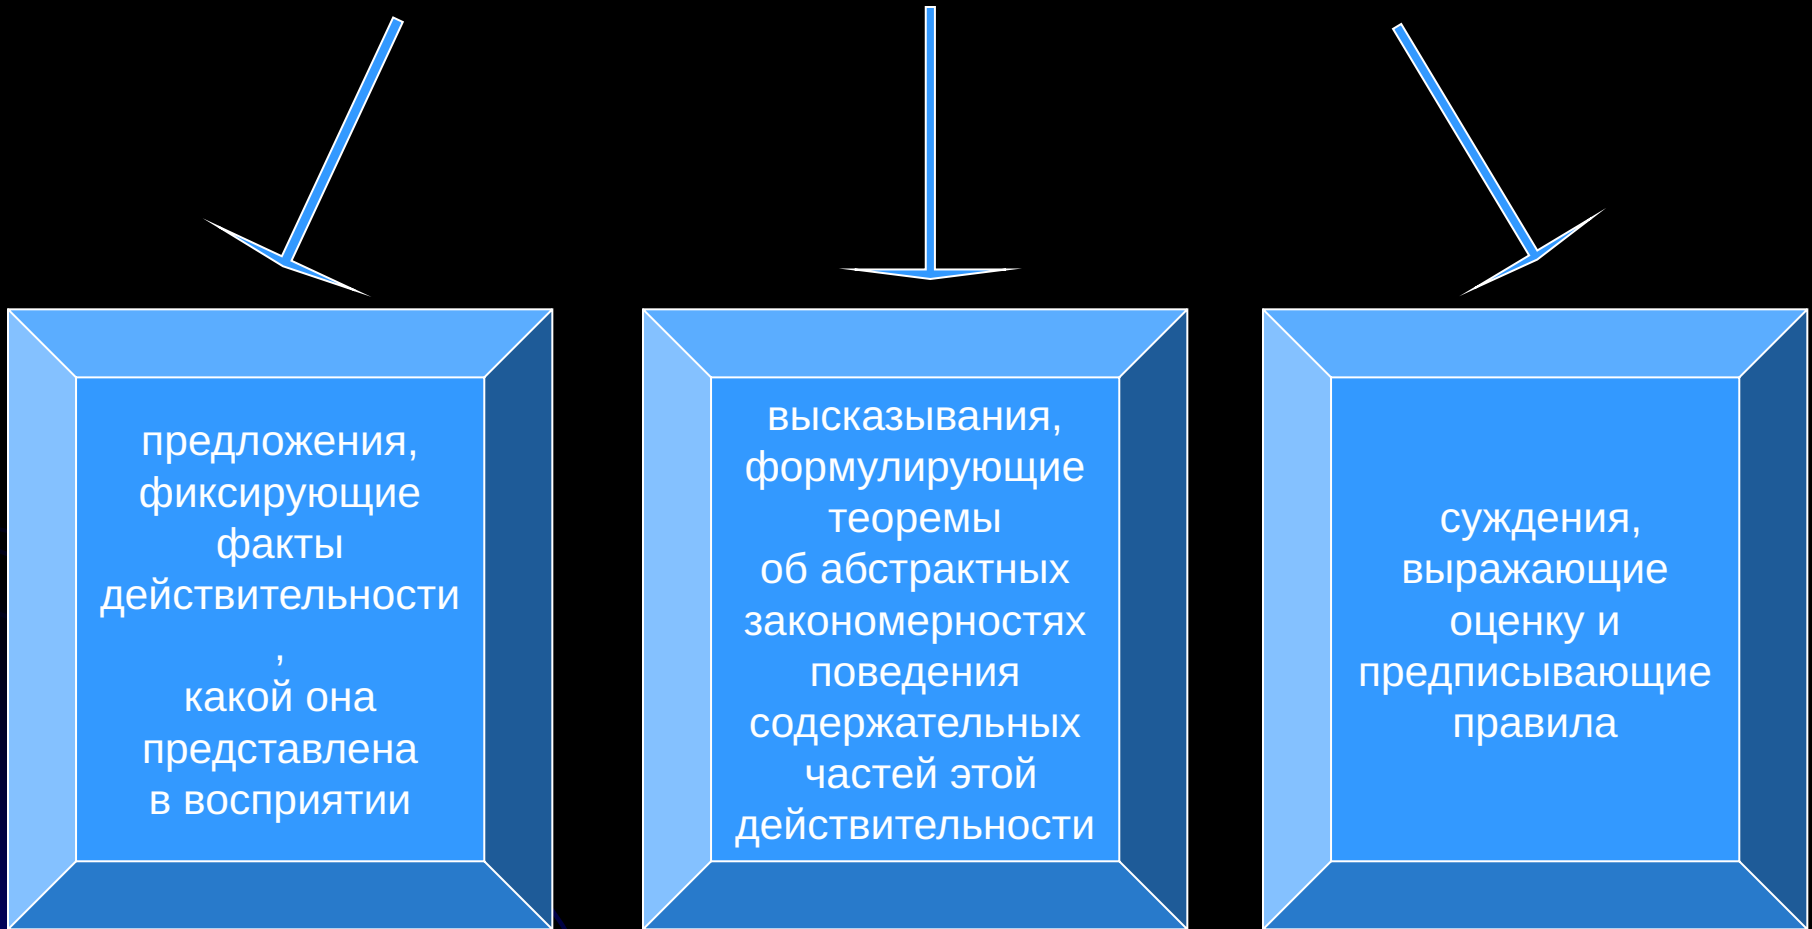 предложения,
фиксирующие
факты
действительности
,
какой она
представлена
в восприятии
высказывания,
формулирующие
теоремы
об абстрактных
закономерностях
поведения
содержательных
частей этой
действительности
суждения,
выражающие
оценку и
предписывающие
правила